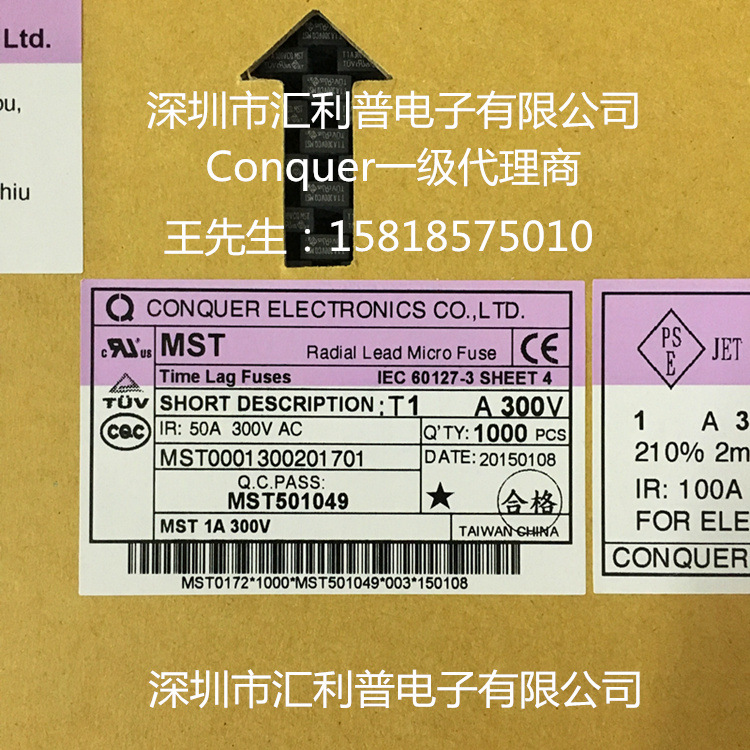 Ltd.
ou,
hiu
深圳市汇利普电子有限公司
Conquer一级代理商
王先生：15818575010
Q CONQUER ELECTRONICS CO.,LTD.
c RU US MST Radial Lead Micro Fuse CE
Time Lag Fuses IEC 60127-3 SHEET 4
TÜV SHORT DESCRIPTION : T1 A 300V
CQC IR: 50A 300V AC Q'TY: 1000 PCS
MST0001300201701 DATE: 20150108
Q.C.PASS:
MST501049 ★ 合格
MST 1A 300V TAIWAN CHINA
MST0172*1000*MST501049*003*150108
PS
E JET
1 A 3
210% 2m
IR: 100A
FOR ELE
CONQUER
深圳市汇利普电子有限公司